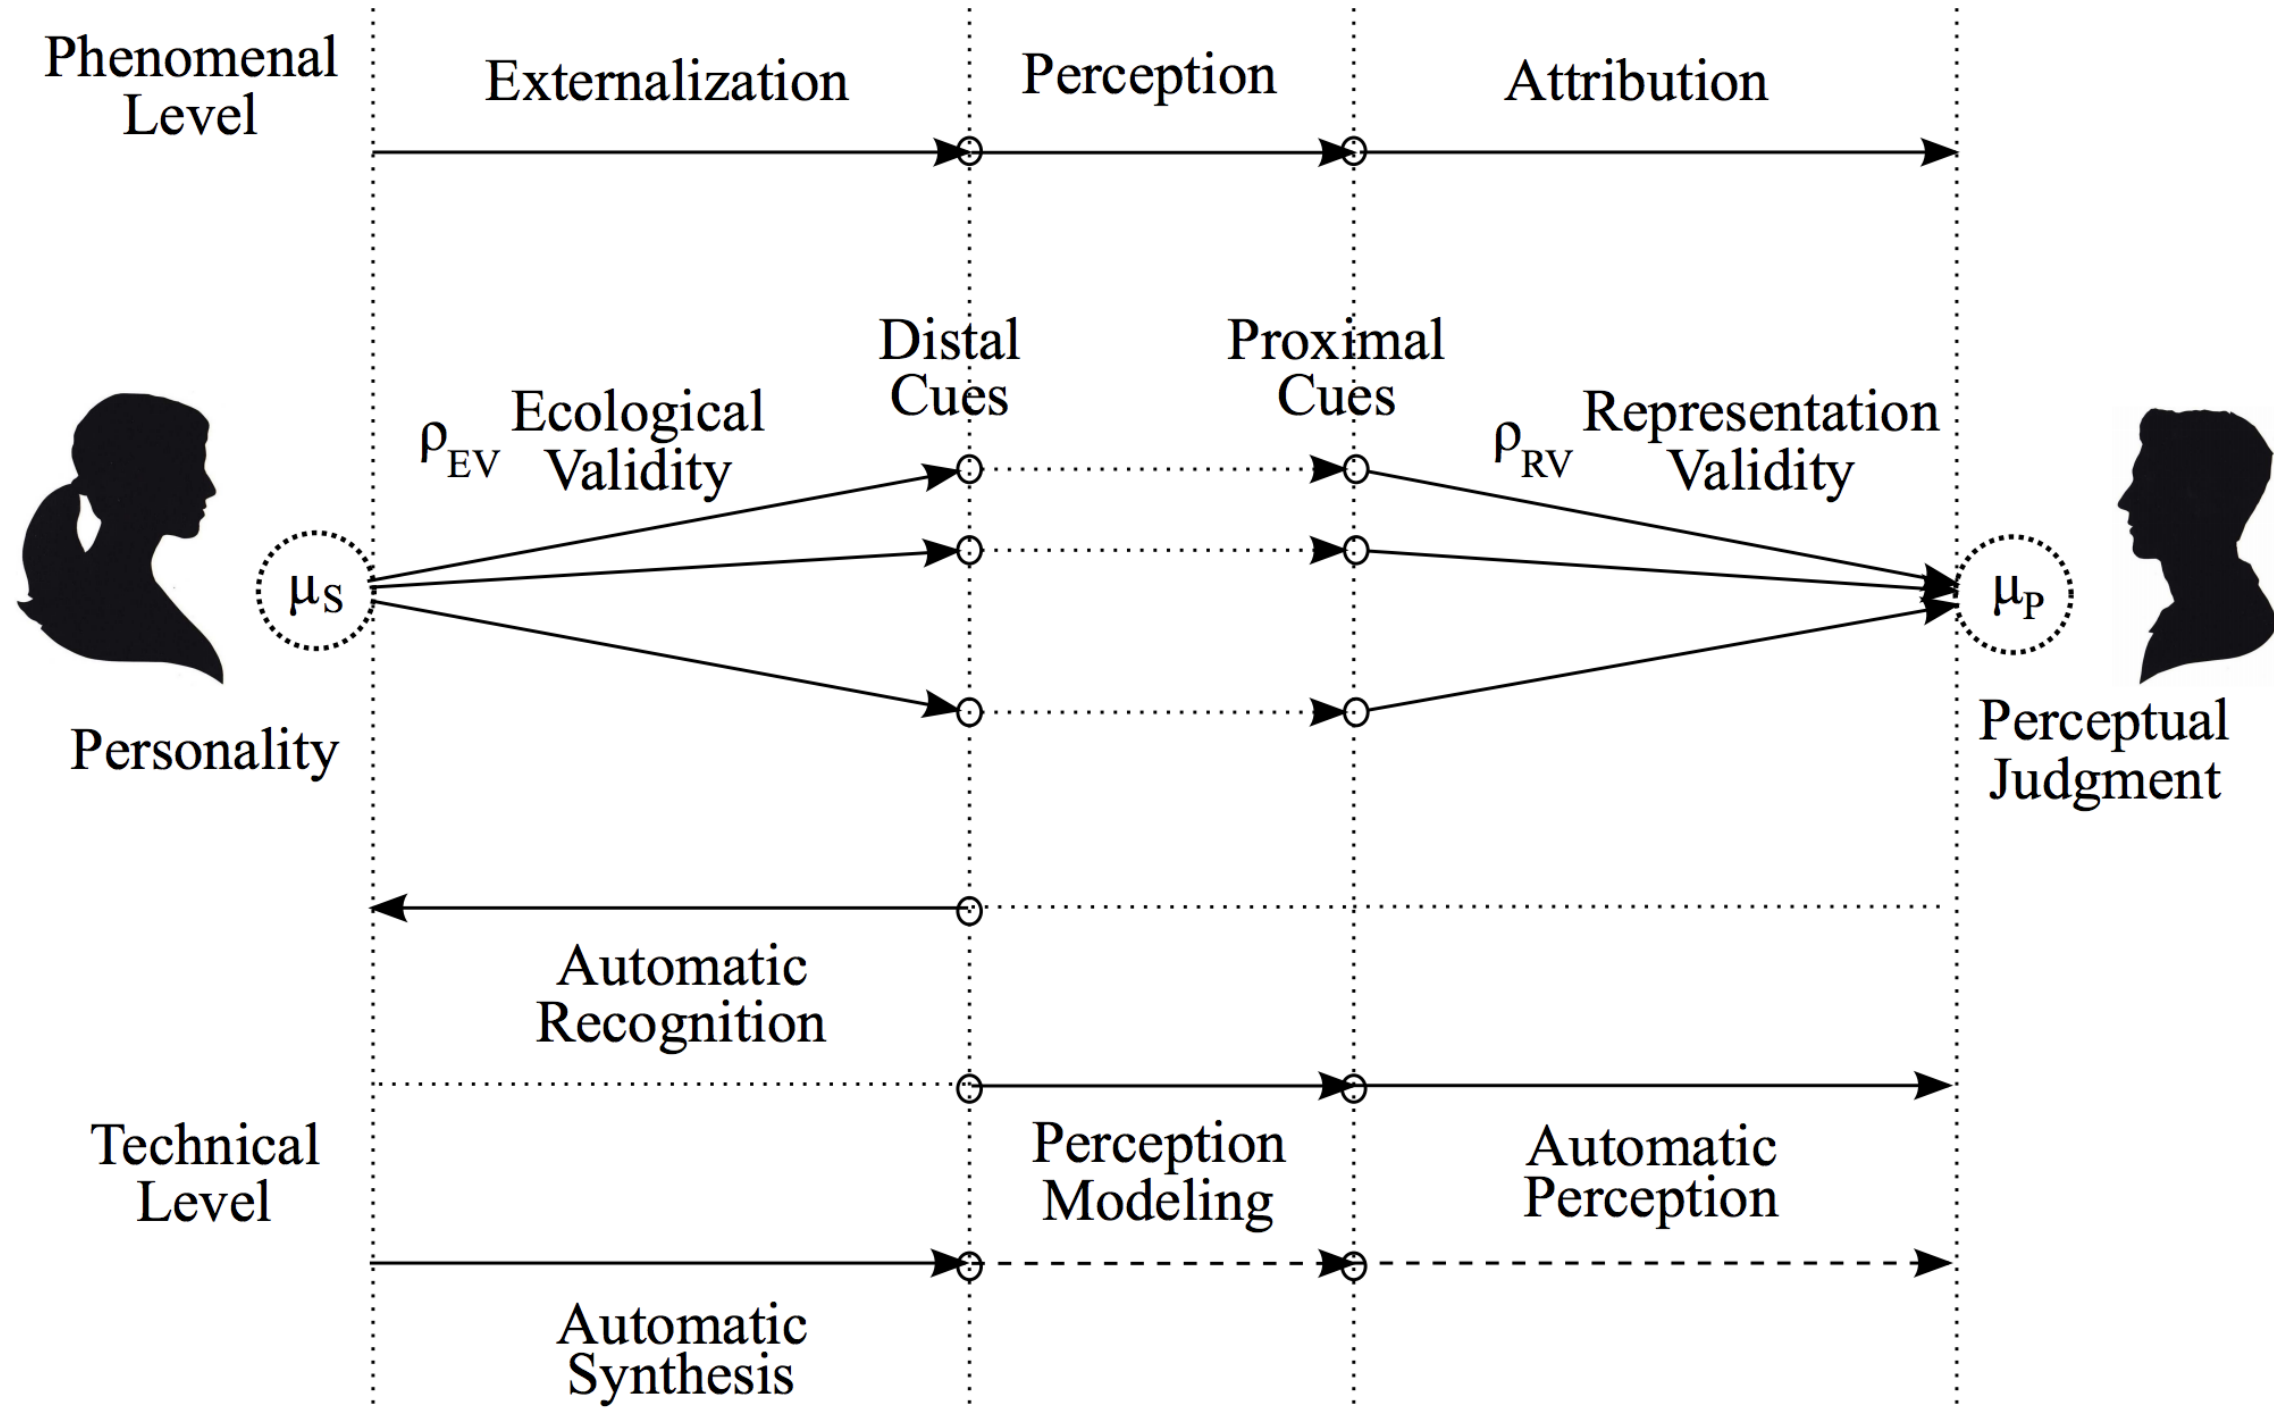 Phenomenal
Level
Externalization
Perception
Attribution
Distal
Cues
Proximal
Cues
ρEV
Ecological
Validity
ρRV
Representation
Validity
μS
μP
Personality
Perceptual
Judgment
Automatic
Recognition
Technical
Level
Perception
Modeling
Automatic
Perception
Automatic
Synthesis